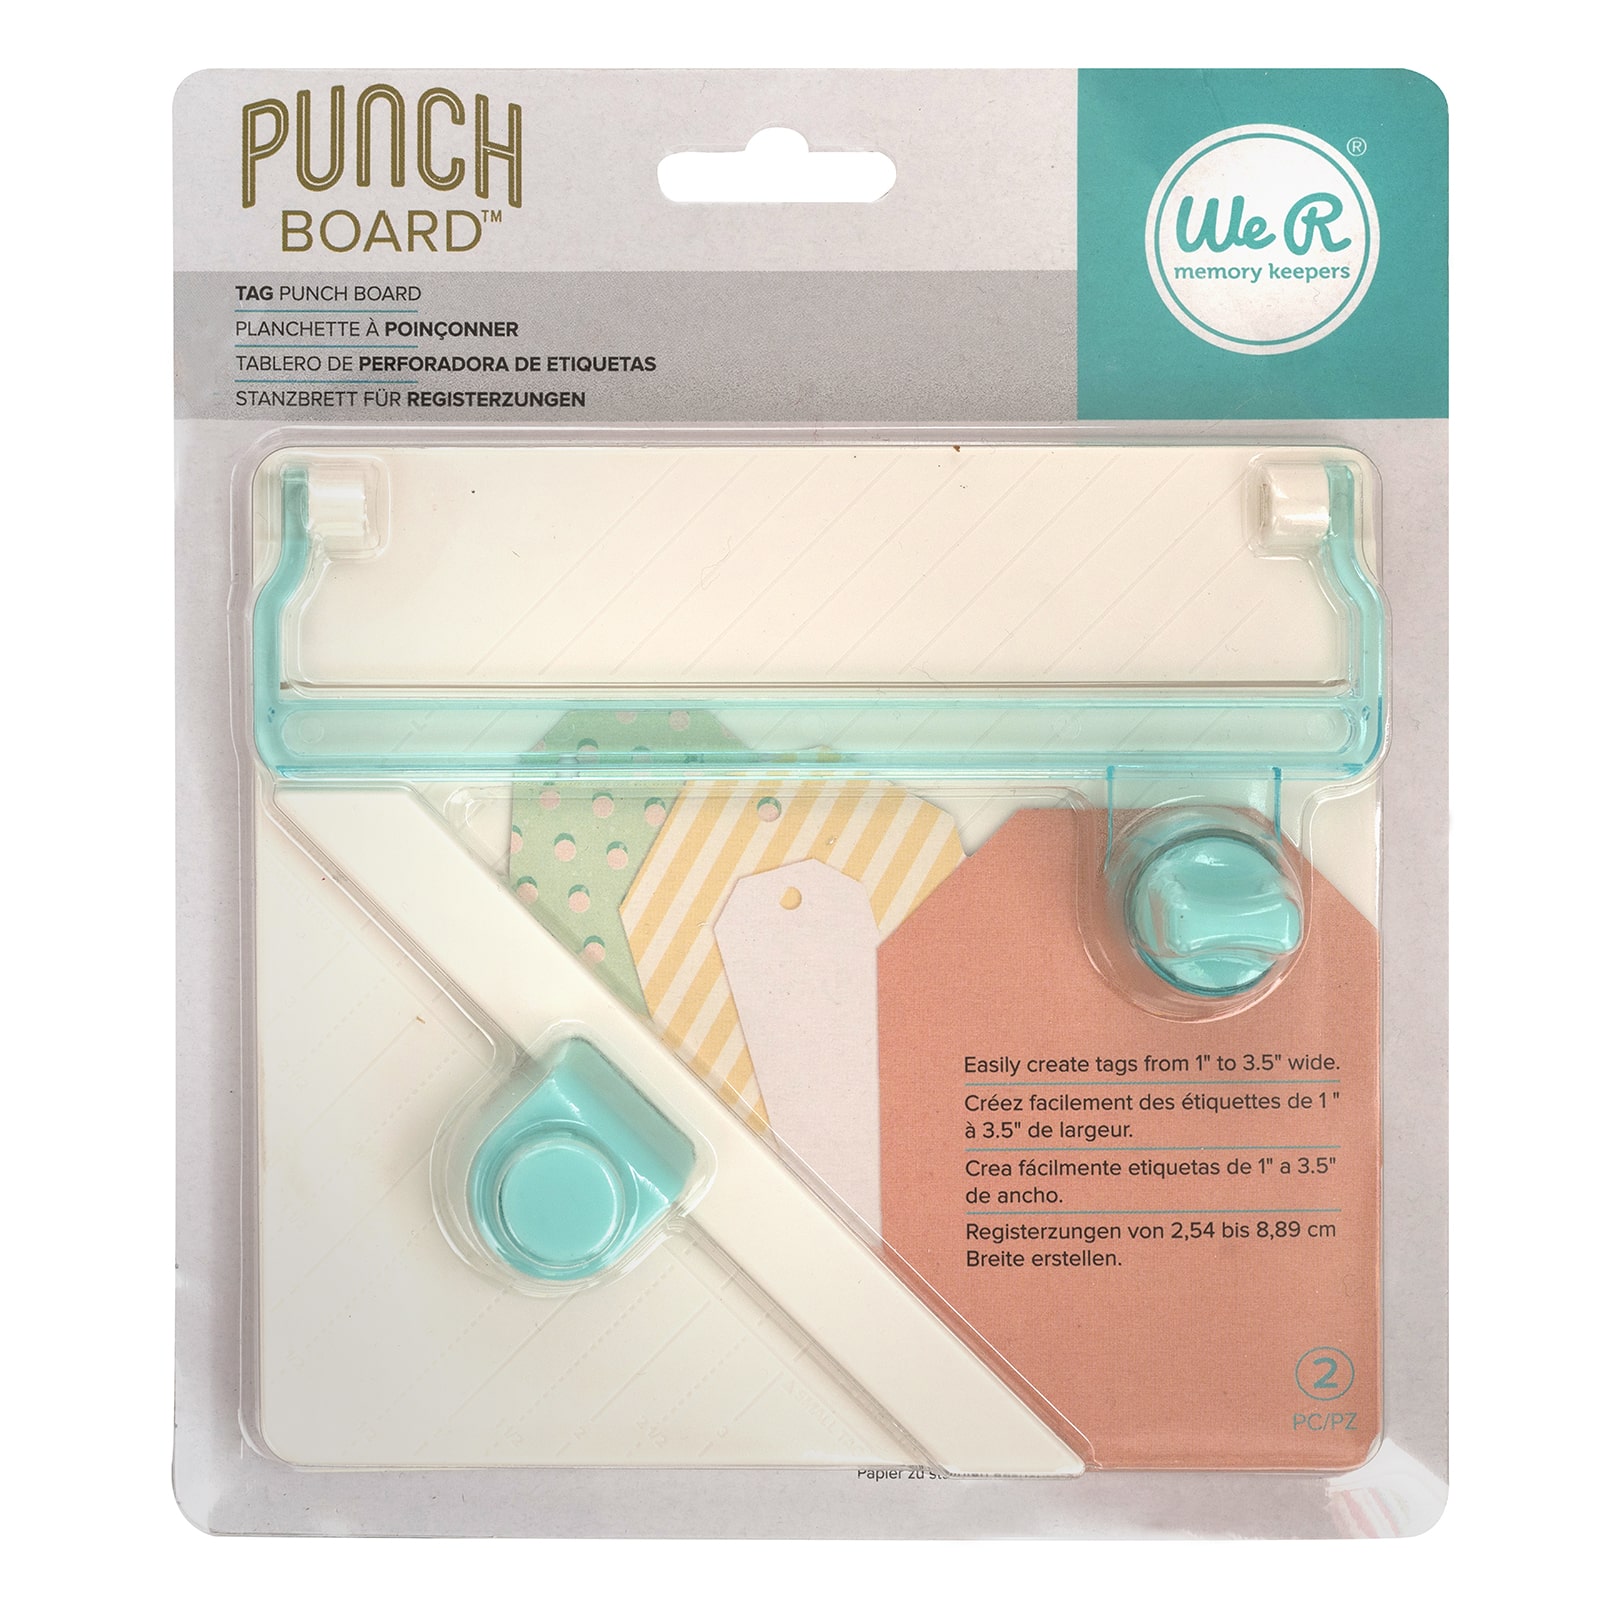 PUNCH
BOARD™
We R
®
memory keepers
TAG PUNCH BOARD
PLANCHETTE À POINÇONNER
TABLERO DE PERFORADORA DE ETIQUETAS
STANZBRETT FÜR REGISTERZUNGEN
Easily create tags from 1" to 3.5" wide.
Créez facilement des étiquettes de 1"
à 3.5" de largeur.
Crea fácilmente etiquetas de 1" a 3.5"
de ancho.
Registerzungen von 2,54 bis 8,89 cm
Breite erstellen.
2
PC/PZ
Papier zu